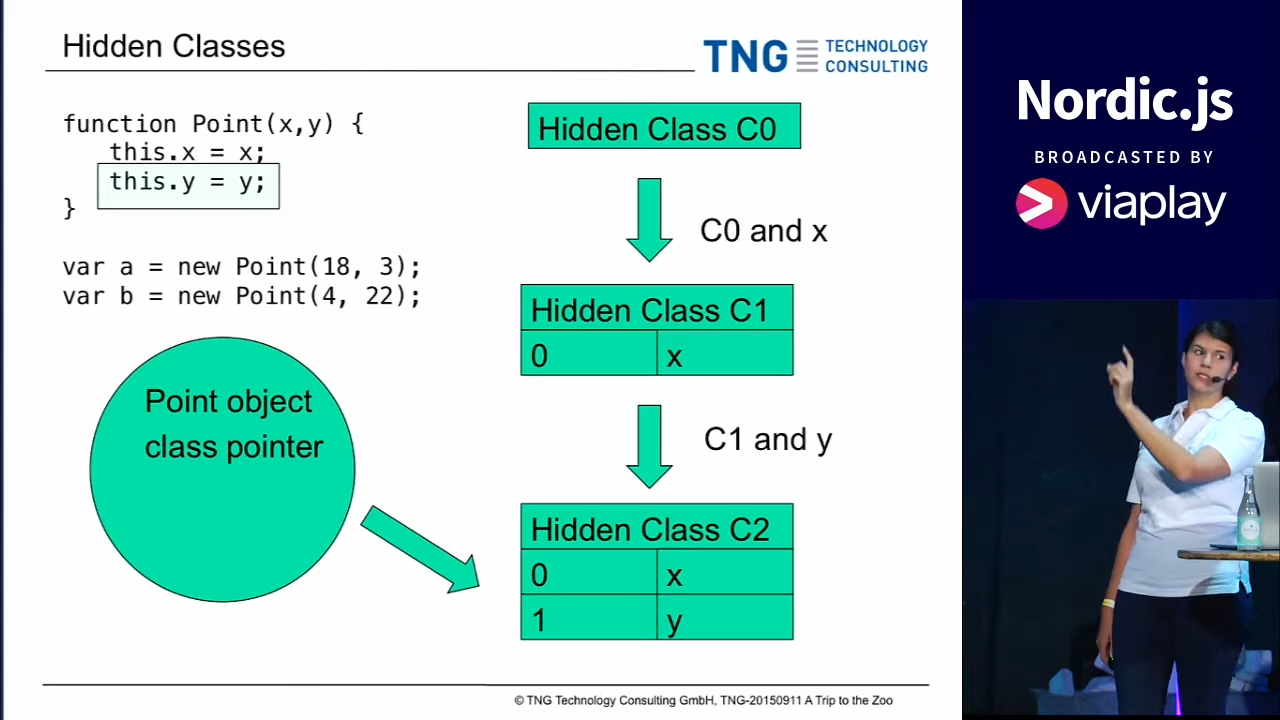 Hidden Classes
TNG TECHNOLOGY
CONSULTING
function Point(x,y) {
this.x = x;
this.y = y;
}
var a = new Point(18, 3);
var b = new Point(4, 22);
Point object
class pointer
Hidden Class C0
C0 and x
Hidden Class C1
0 x
C1 and y
Hidden Class C2
0 x
1 y
© TNG Technology Consulting GmbH, TNG-20150911 A Trip to the Zoo
Nordic.js
BROADCASTED BY
viaplay